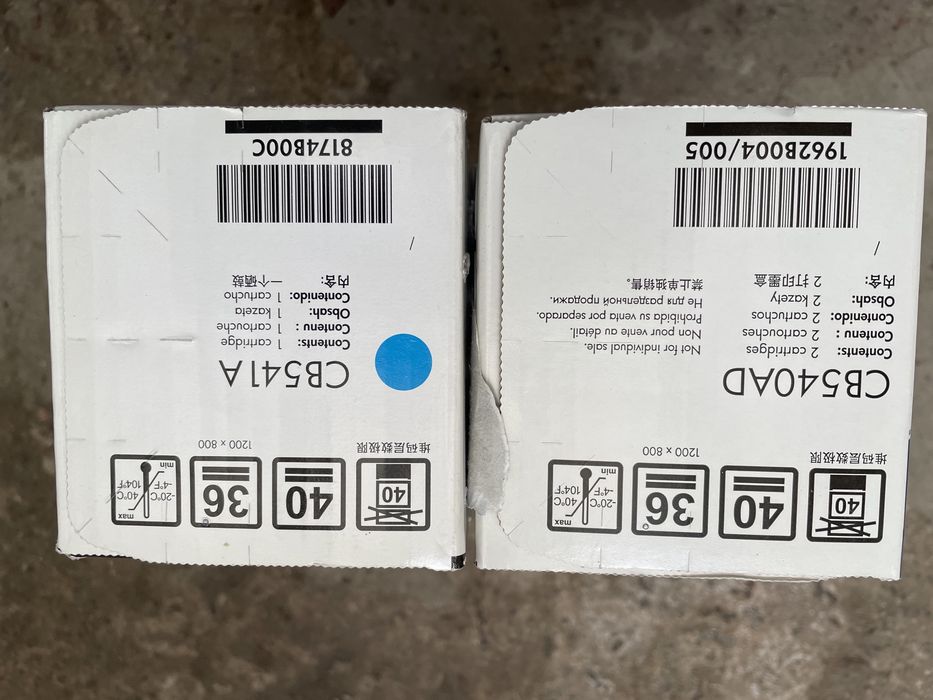 40
40
36
-20°C
-4°F
40°C
104°F
max
min
堆码层数极限
1200 x 800
CB540AD
Contents: 2 cartridges Not for individual sale.
Contenu : 2 cartouches Non pour vente au détail.
Contenido: 2 cartuchos Prohibida su venta por separado.
Obsah: 2 kazety Не для раздельной продажи.
内含: 2 打印墨盒 禁止单独销售。
1962B004/005
40
40
36
-20°C
-4°F
40°C
104°F
max
min
堆码层数极限
1200 x 800
CB541A
Contents: 1 cartridge
Contenu : 1 cartouche
Obsah: 1 kazeta
Contenido: 1 cartucho
内含: 一个硒鼓
8174B00C